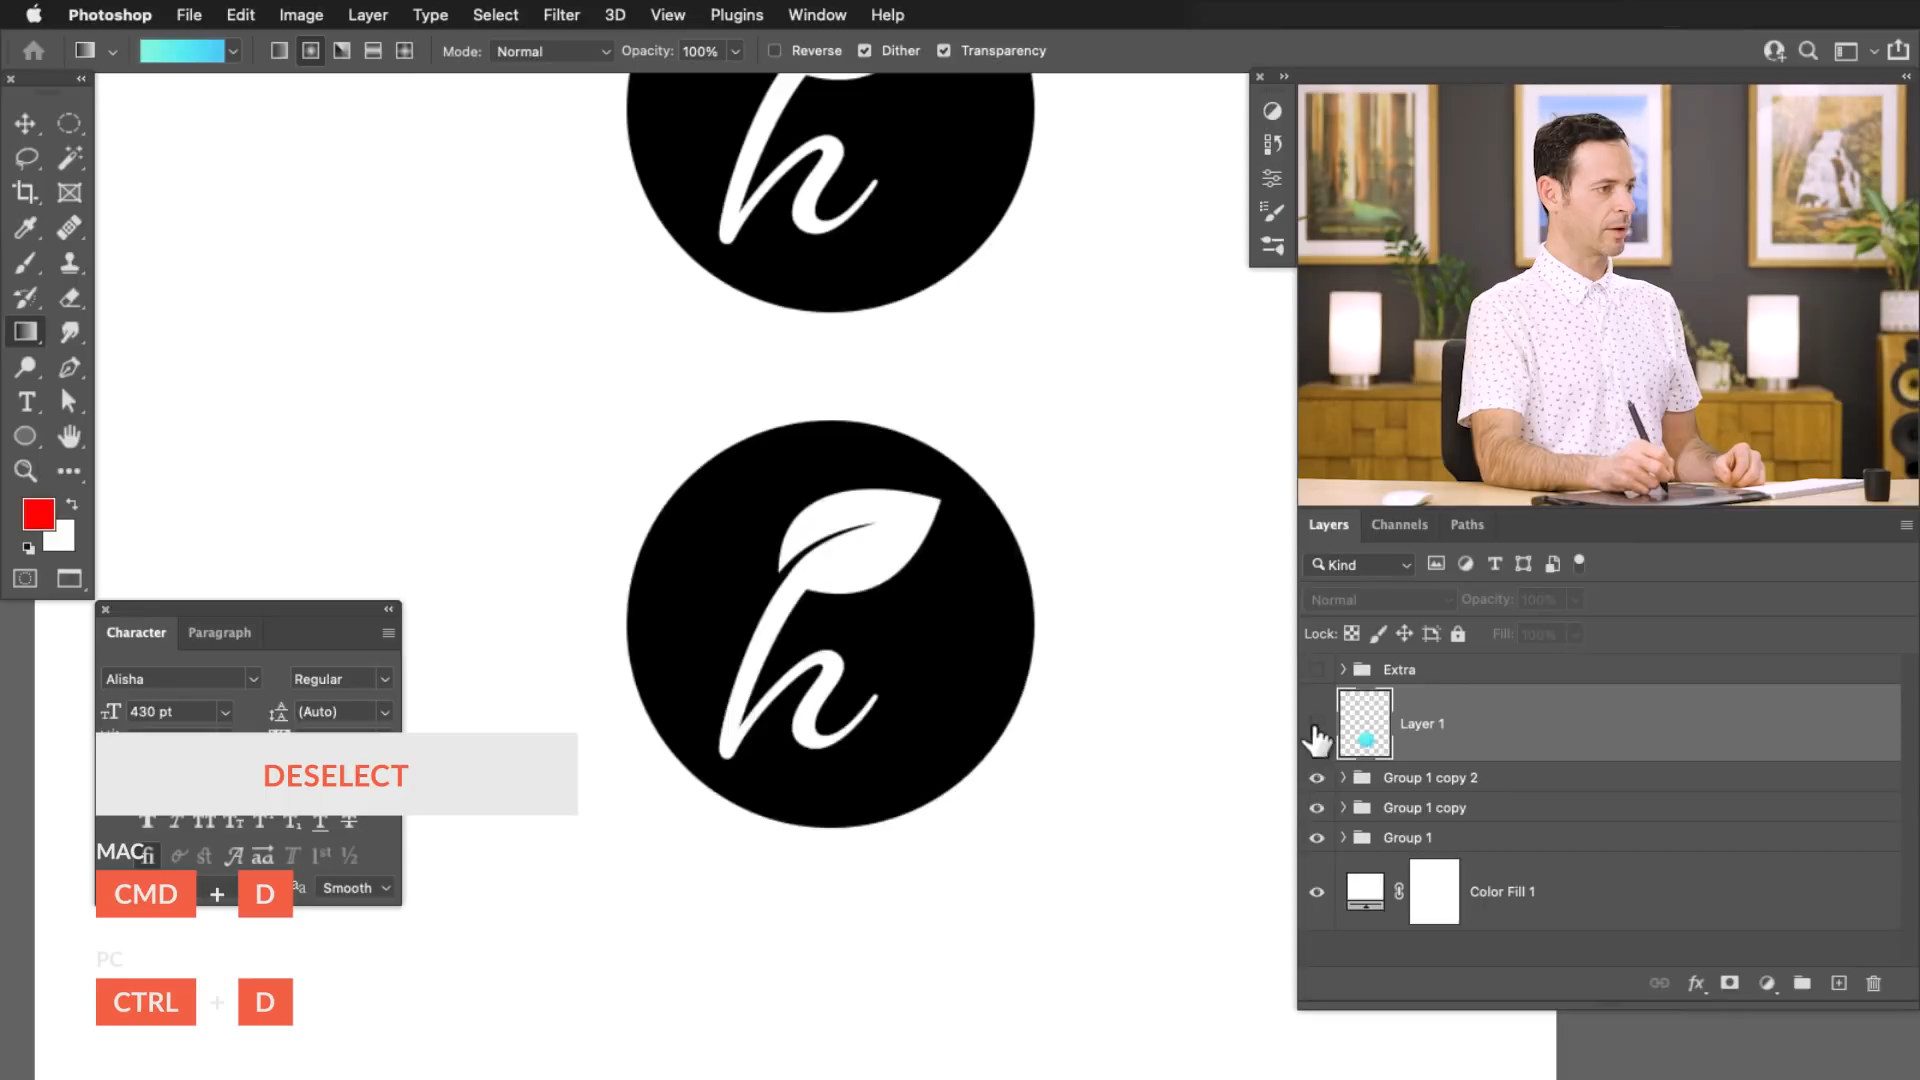 Photoshop File Edit Image Layer Type Select Filter 3D View Plugins Window Help
Mode: Normal Opacity: 100% Reverse Dither Transparency
h
h
Character Paragraph
Alisha Regular
430 pt (Auto)
DESELECT
MAC
CMD + D
Smooth
PC
CTRL + D
Layers Channels Paths
Kind
Normal Opacity: 100%
Lock: Fill: 100%
Extra
Layer 1
Group 1 copy 2
Group 1 copy
Group 1
Color Fill 1
fx